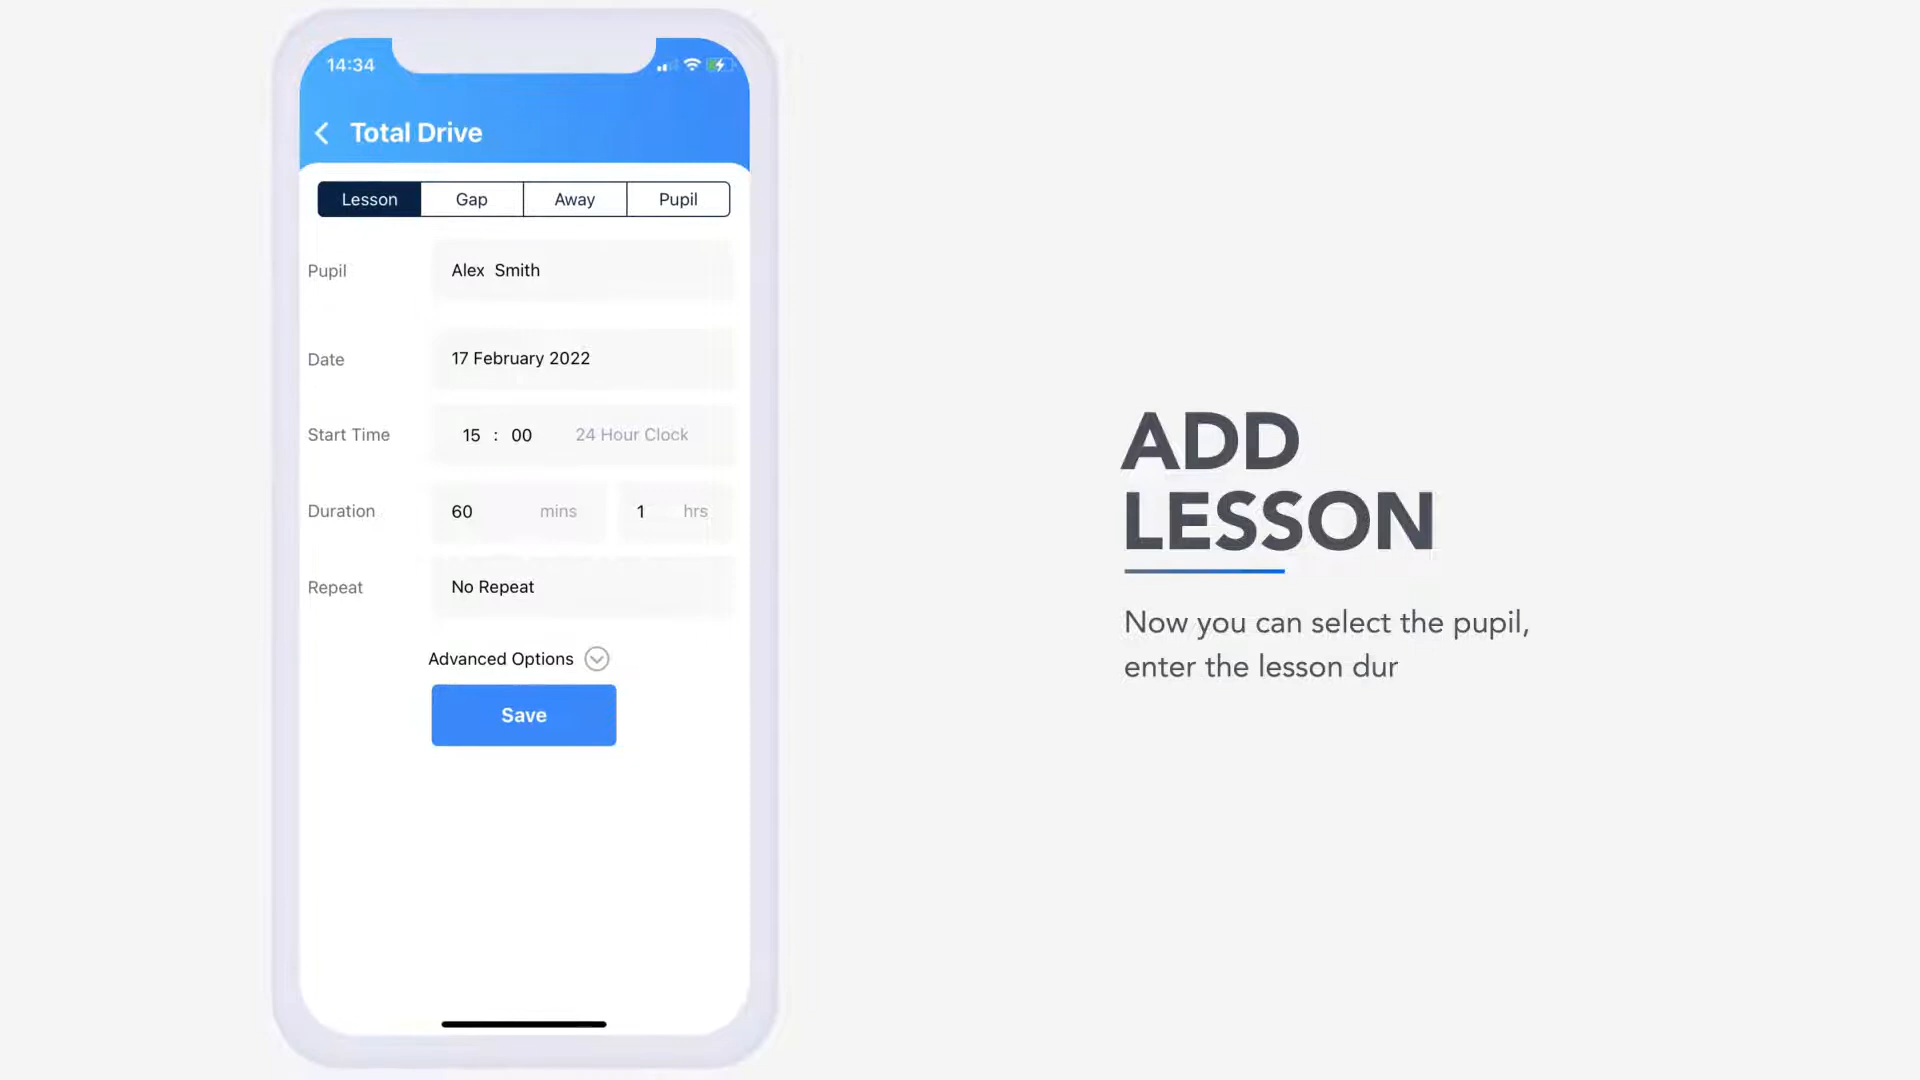 14:34
Total Drive
Lesson Gap Away Pupil
Pupil Alex Smith
Date 17 February 2022
Start Time 15 : 00 24 Hour Clock
Duration 60 mins 1 hrs
Repeat No Repeat
Advanced Options
Save
ADD
LESSON
Now you can select the pupil,
enter the lesson dur